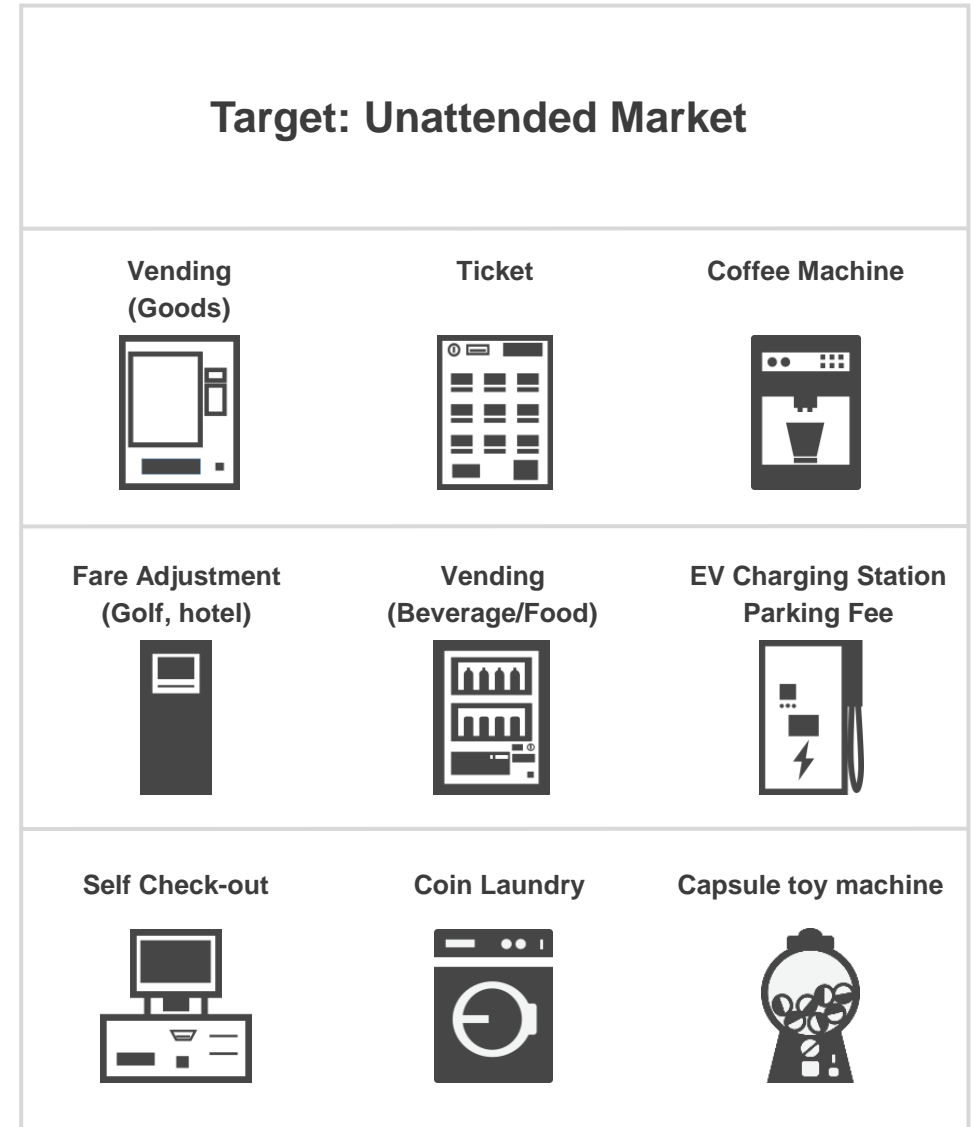 Target: Unattended Market
Vending
(Goods)
Ticket
Coffee Machine
Fare Adjustment
(Golf, hotel)
Vending
(Beverage/Food)
EV Charging Station
Parking Fee
Self Check-out
Coin Laundry
Capsule toy machine